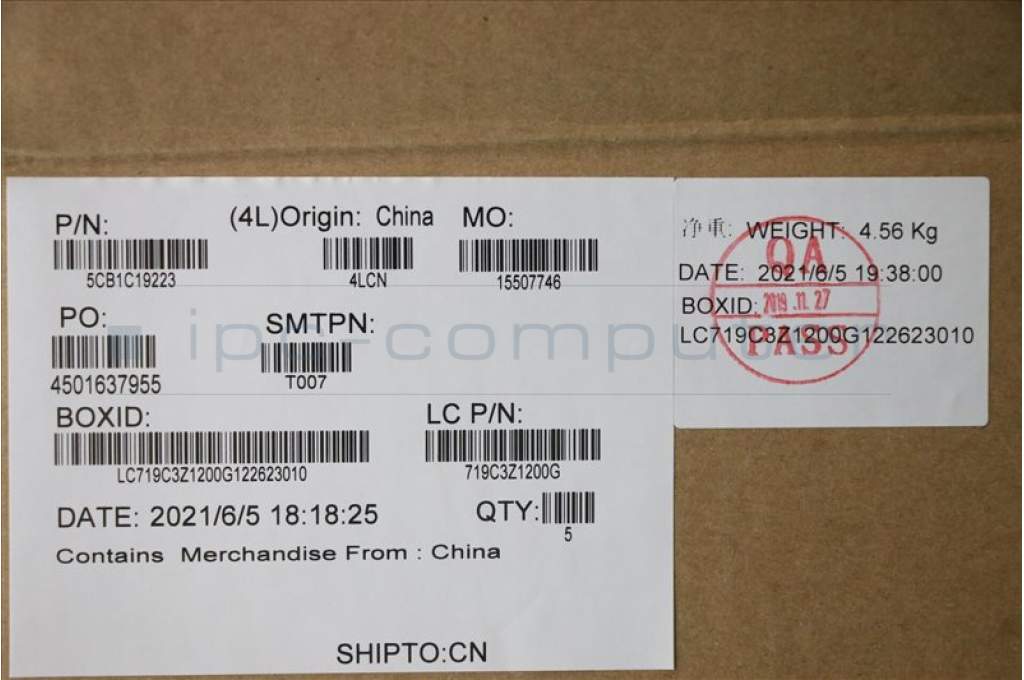 P/N:
(4L)Origin: China
MO:
5CB1C19223
4LCN
15507746
PO:
SMTPN:
4501637955
T007
BOXID:
LC P/N:
LC719C3Z1200G122623010
719C3Z1200G
DATE: 2021/6/5 18:18:25
QTY:
5
Contains Merchandise From : China
SHIPTO:CN
净重: WEIGHT: 4.56 Kg
QA
DATE: 2021/6/5 19:38:00
BOXID:
2019.11.27
LC719C3Z1200G122623010
PASS